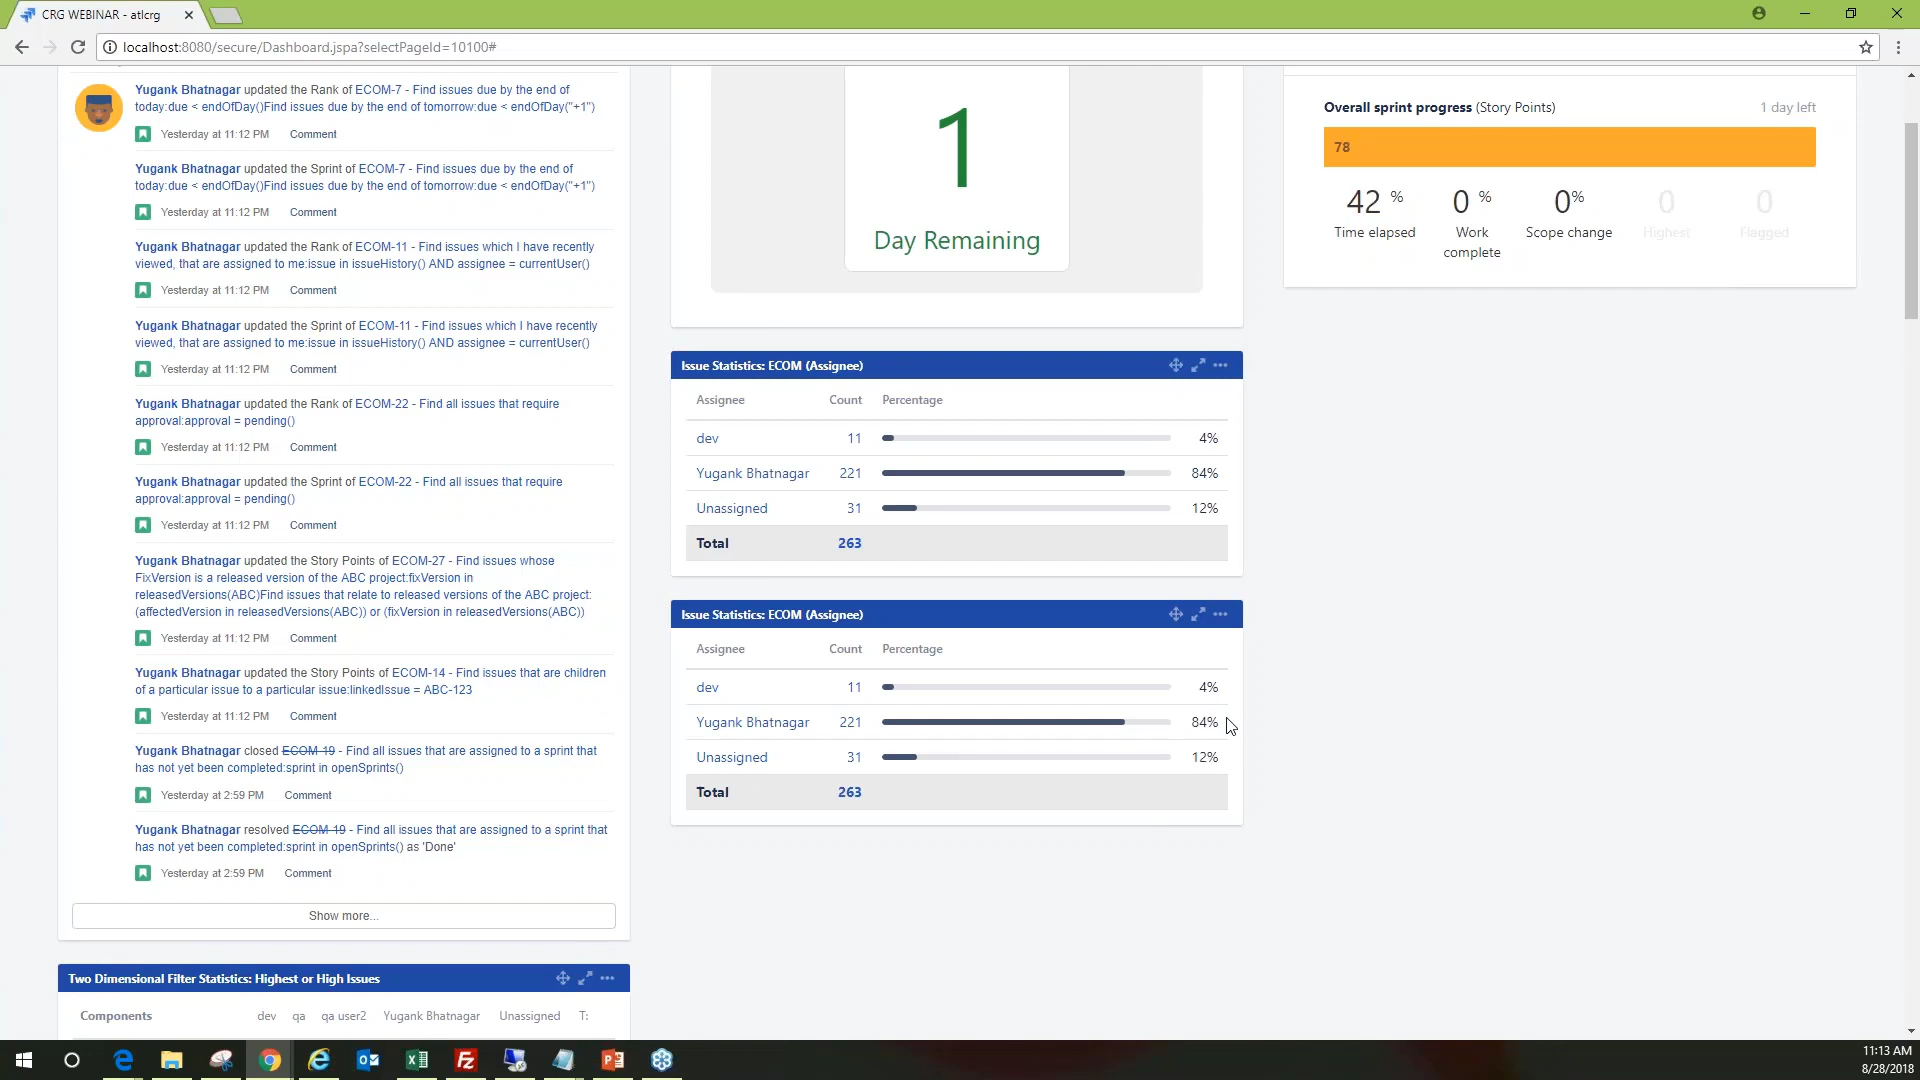 CRG WEBINAR - atlcrg
localhost:8080/secure/Dashboard.jspa?selectPageId=10100#
Yugank Bhatnagar updated the Rank of ECOM-7 - Find issues due by the end of
today:due < endOfDay()Find issues due by the end of tomorrow:due < endOfDay("+1")
Yesterday at 11:12 PM Comment
Yugank Bhatnagar updated the Sprint of ECOM-7 - Find issues due by the end of
today:due < endOfDay()Find issues due by the end of tomorrow:due < endOfDay("+1")
Yesterday at 11:12 PM Comment
Yugank Bhatnagar updated the Rank of ECOM-11 - Find issues which I have recently
viewed, that are assigned to me:issue in issueHistory() AND assignee = currentUser()
Yesterday at 11:12 PM Comment
Yugank Bhatnagar updated the Sprint of ECOM-11 - Find issues which I have recently
viewed, that are assigned to me:issue in issueHistory() AND assignee = currentUser()
Yesterday at 11:12 PM Comment
Yugank Bhatnagar updated the Rank of ECOM-22 - Find all issues that require
approval:approval = pending()
Yesterday at 11:12 PM Comment
Yugank Bhatnagar updated the Sprint of ECOM-22 - Find all issues that require
approval:approval = pending()
Yesterday at 11:12 PM Comment
Yugank Bhatnagar updated the Story Points of ECOM-27 - Find issues whose
FixVersion is a released version of the ABC project:fixVersion in
releasedVersions(ABC)Find issues that relate to released versions of the ABC project:
(affectedVersion in releasedVersions(ABC)) or (fixVersion in releasedVersions(ABC))
Yesterday at 11:12 PM Comment
Yugank Bhatnagar updated the Story Points of ECOM-14 - Find issues that are children
of a particular issue to a particular issue:linkedIssue = ABC-123
Yesterday at 11:12 PM Comment
Yugank Bhatnagar closed ECOM-19 - Find all issues that are assigned to a sprint that
has not yet been completed:sprint in openSprints()
Yesterday at 2:59 PM Comment
Yugank Bhatnagar resolved ECOM-19 - Find all issues that are assigned to a sprint that
has not yet been completed:sprint in openSprints() as 'Done'
Yesterday at 2:59 PM Comment
Show more...
Two Dimensional Filter Statistics: Highest or High Issues
Components dev qa qa user2 Yugank Bhatnagar Unassigned T:
1
Day Remaining
Issue Statistics: ECOM (Assignee)
Assignee Count Percentage
dev 11 4%
Yugank Bhatnagar 221 84%
Unassigned 31 12%
Total 263
Issue Statistics: ECOM (Assignee)
Assignee Count Percentage
dev 11 4%
Yugank Bhatnagar 221 84%
Unassigned 31 12%
Total 263
Overall sprint progress (Story Points) 1 day left
78
42 % 0 % 0% 0 0
Time elapsed Work Scope change Highest Flagged
complete
11:13 AM
8/28/2018